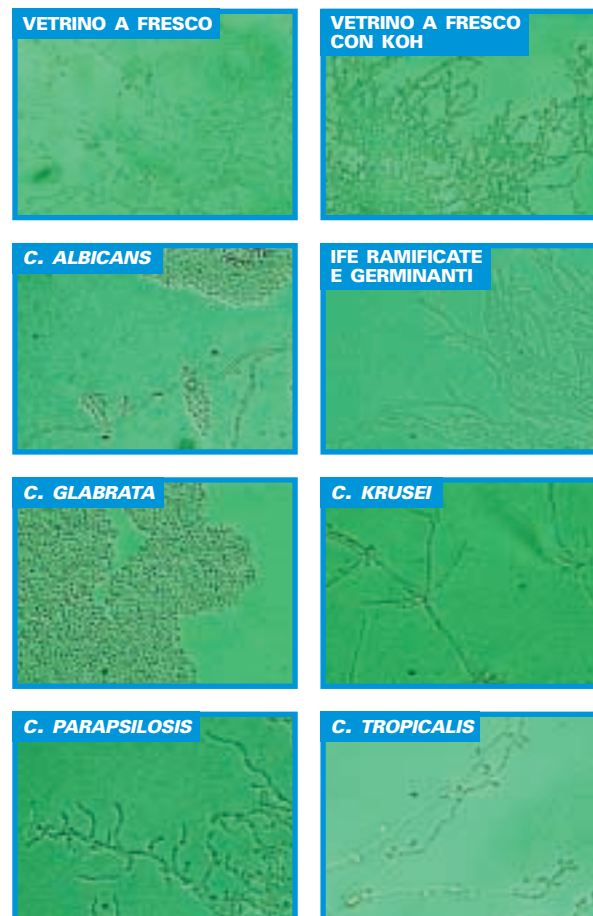 VETRINO A FRESCO
VETRINO A FRESCO
CON KOH
C. ALBICANS
IFE RAMIFICATE
E GERMINANTI
C. GLABRATA
C. KRUSEI
C. PARAPSILOSIS
C. TROPICALIS